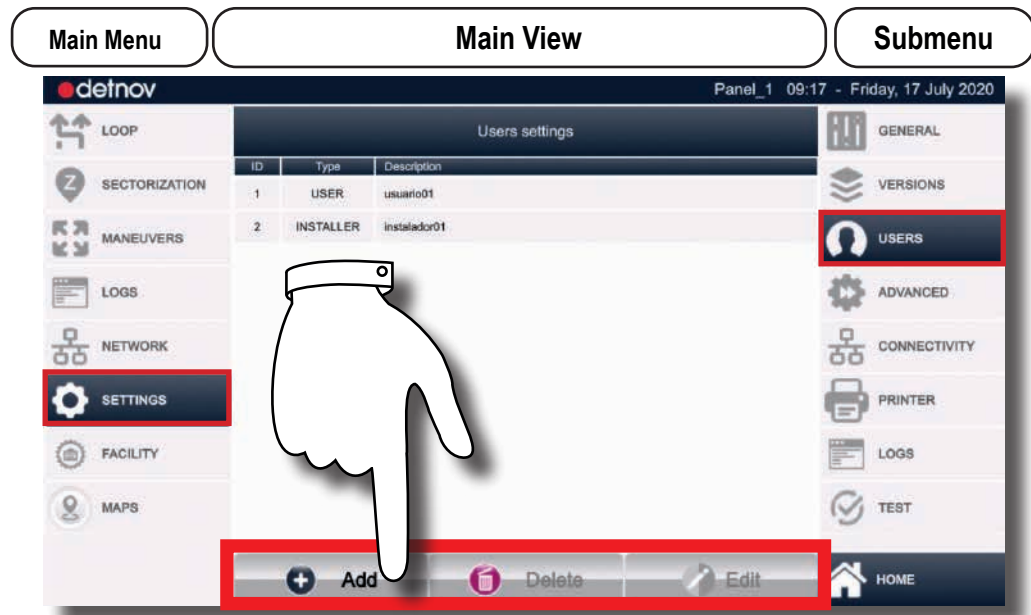 Main Menu
Main View
Submenu
detnov
Panel_1 09:17 - Friday, 17 July 2020
LOOP
SECTORIZATION
MANEUVERS
LOGS
NETWORK
SETTINGS
FACILITY
MAPS
Users settings
ID Type Description
1 USER usuario01
2 INSTALLER instalador01
Add
Delete
Edit
GENERAL
VERSIONS
USERS
ADVANCED
CONNECTIVITY
PRINTER
LOGS
TEST
HOME